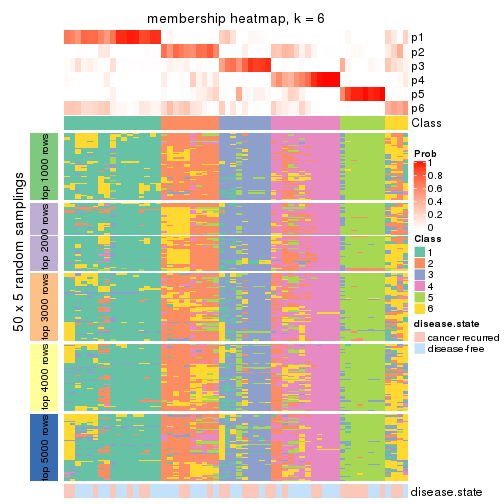 membership heatmap, k = 6
p1
p2
p3
p4
p5
p6
Class
50 x 5 random samplings
top 1000 rows
top 2000 rows
top 3000 rows
top 4000 rows
top 5000 rows
disease.state
Prob
1
0.8
0.6
0.4
0.2
0
Class
1
2
3
4
5
6
disease.state
cancer recurred
disease-free